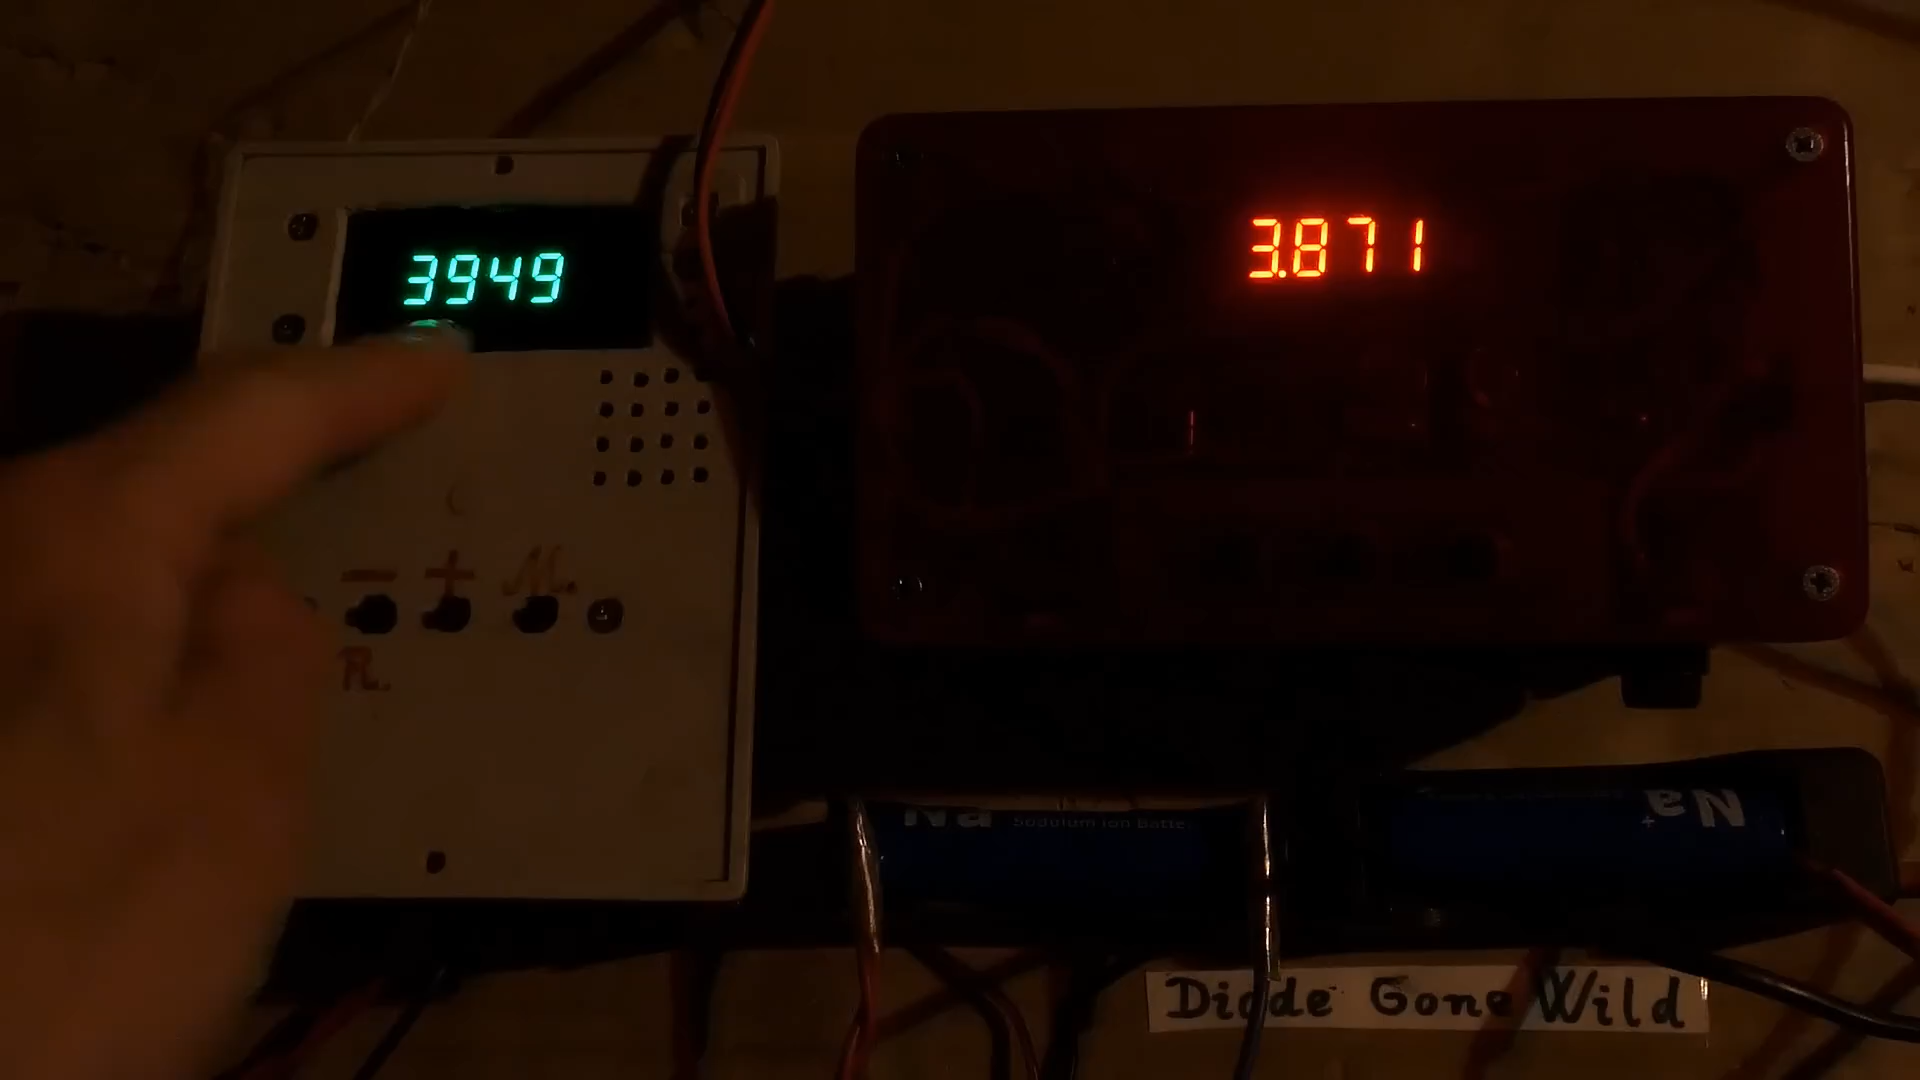 3949
3.871
− + M.
R.
Na Sodium ion Batte
Na+
Diode Gone Wild